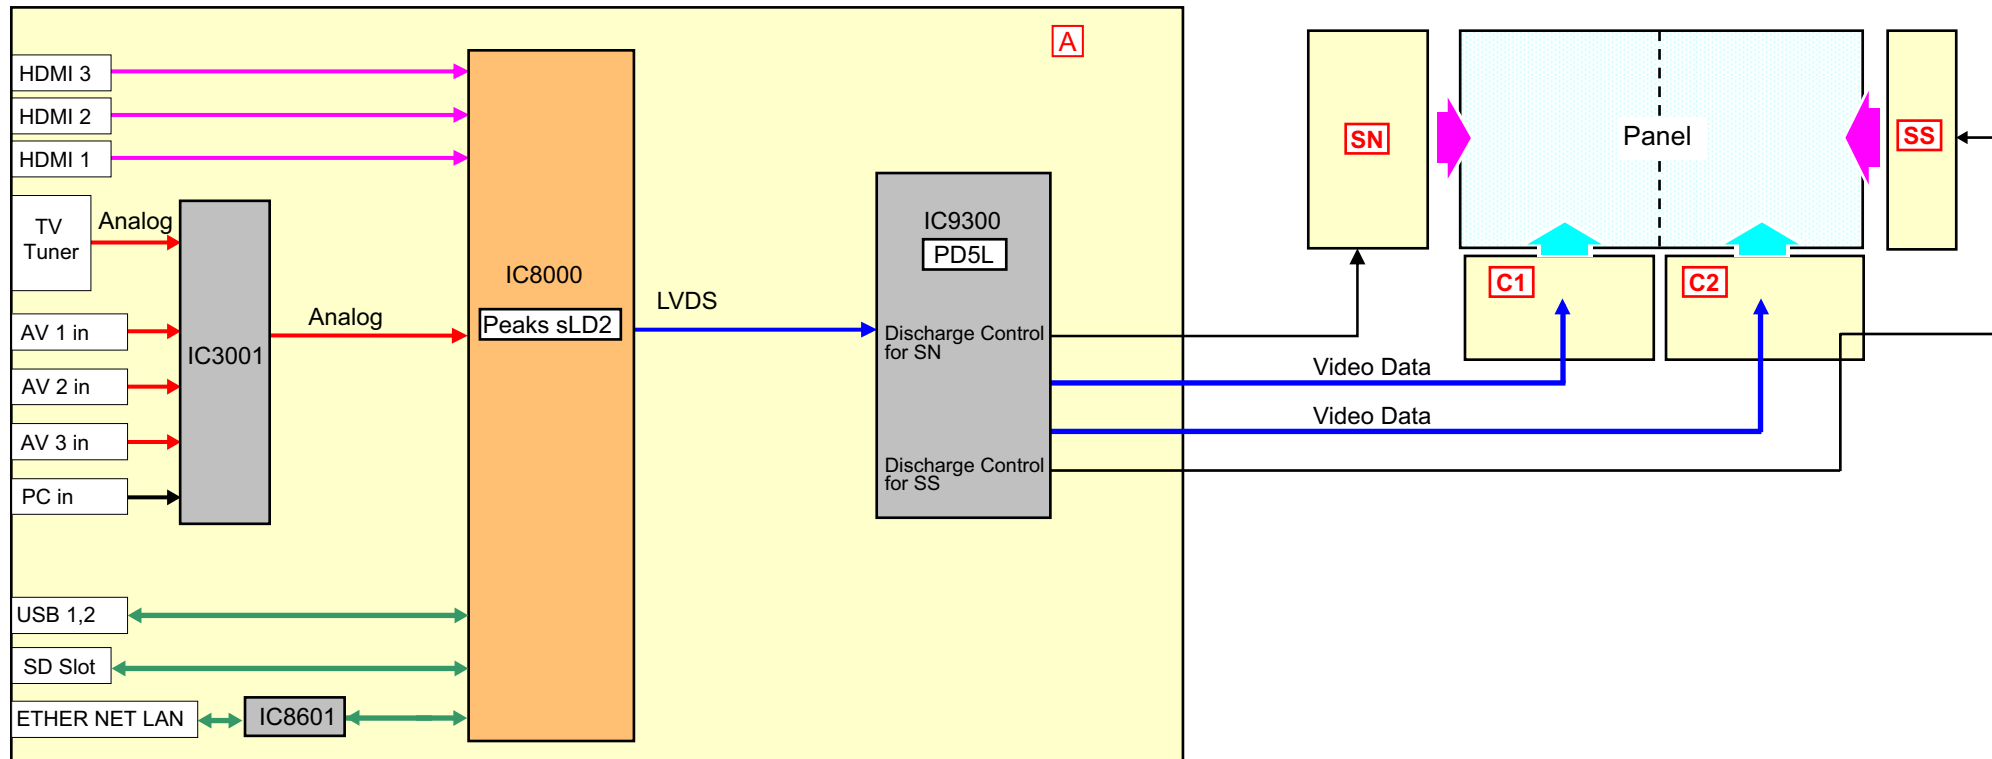 A
HDMI 3
HDMI 2
HDMI 1
TV
Tuner
Analog
AV 1 in
AV 2 in
AV 3 in
PC in
IC3001
Analog
IC8000
Peaks sLD2
LVDS
IC9300
PD5L
Discharge Control
for SN
Discharge Control
for SS
Video Data
Video Data
SN
Panel
SS
C1
C2
USB 1,2
SD Slot
ETHER NET LAN
IC8601